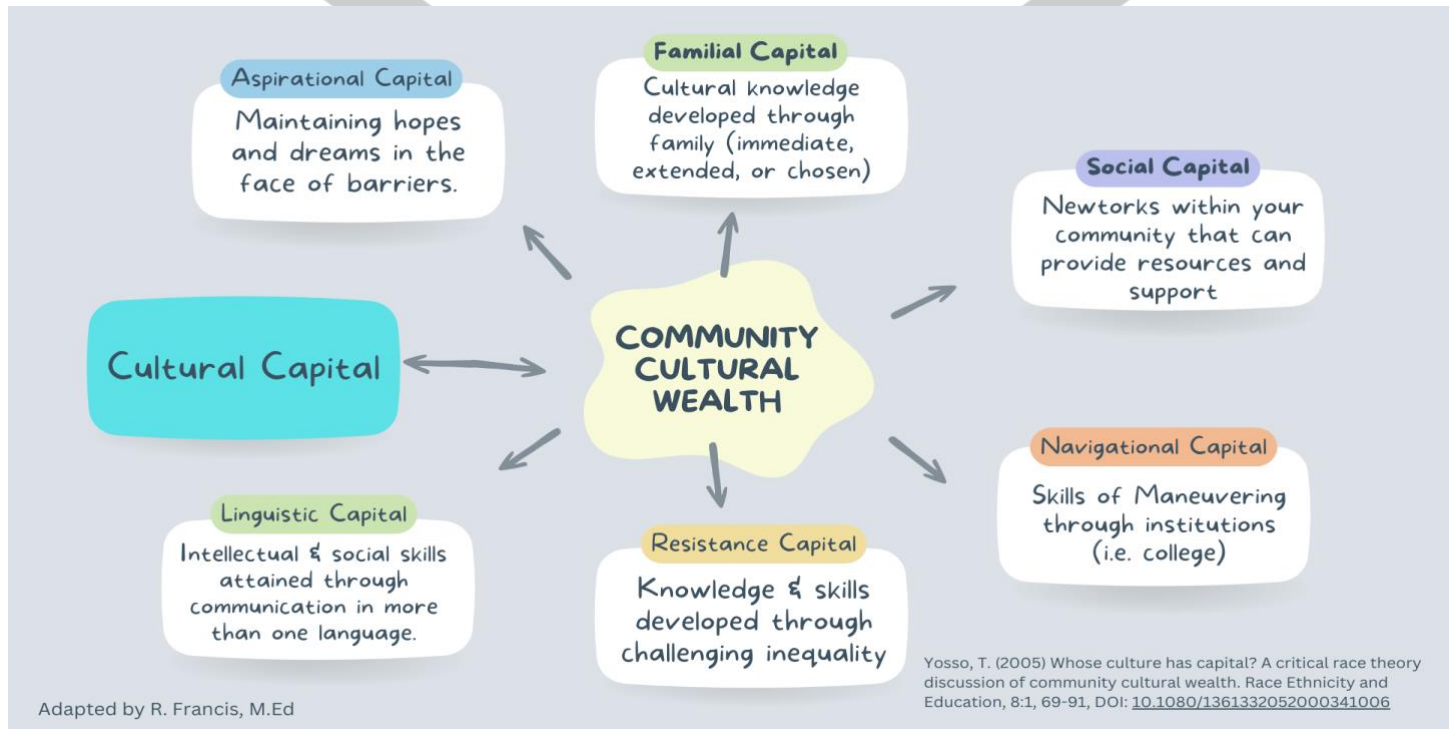 Aspirational Capital
Maintaining hopes
and dreams in the
face of barriers.
Familial Capital
Cultural knowledge
developed through
family (immediate,
extended, or chosen)
Social Capital
Newtorks within your
community that can
provide resources and
support
Cultural Capital
COMMUNITY
CULTURAL
WEALTH
Linguistic Capital
Intellectual & social skills
attained through
communication in more
than one language.
Resistance Capital
Knowledge & skills
developed through
challenging inequality
Navigational Capital
Skills of Maneuvering
through institutions
(i.e. college)
Adapted by R. Francis, M.Ed
Yosso, T. (2005) Whose culture has capital? A critical race theory
discussion of community cultural wealth. Race Ethnicity and
Education, 8:1, 69-91, DOI: 10.1080/1361332052000341006